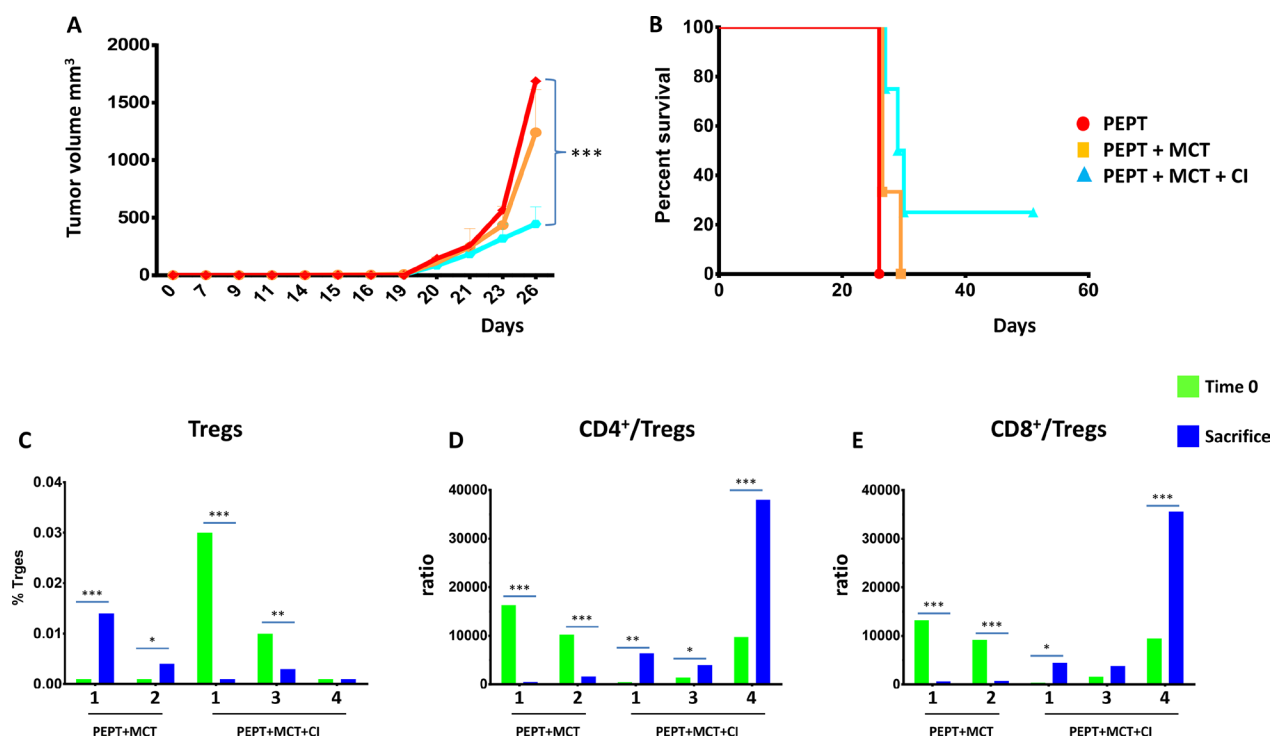 A
Tumor volume mm³
2000
1500
1000
500
0
***
0 7 9 11 14 15 16 19 20 21 23 26
Days
B
Percent survival
100
80
60
40
20
0
0 20 40 60
Days
PEPT
PEPT + MCT
PEPT + MCT + CI
Time 0
Sacrifice
C
Tregs
% Trges
0.04
0.03
0.02
0.01
0.00
*** * *** **
1 2 1 3 4
PEPT+MCT PEPT+MCT+CI
D
CD4⁺/Tregs
ratio
40000
30000
20000
10000
0
*** *** ** * ***
1 2 1 3 4
PEPT+MCT PEPT+MCT+CI
E
CD8⁺/Tregs
ratio
40000
30000
20000
10000
0
*** *** * ***
1 2 1 3 4
PEPT+MCT PEPT+MCT+CI